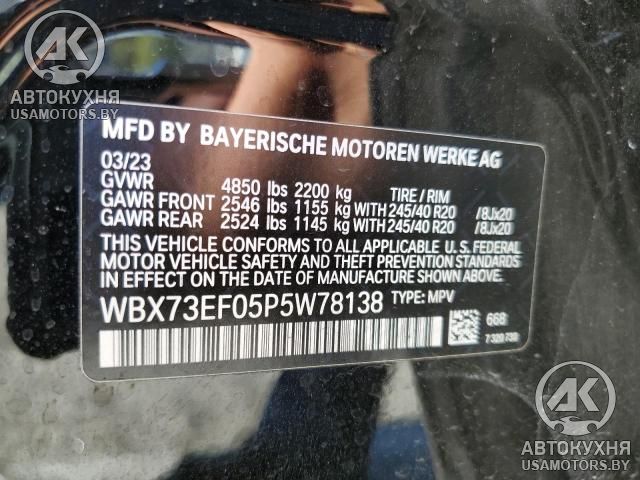 AK
АВТОКУХНЯ
USAMOTORS.BY
MFD BY BAYERISCHE MOTOREN WERKE AG
03/23
GVWR 4850 lbs 2200 kg TIRE / RIM
GAWR FRONT 2546 lbs 1155 kg WITH 245/40 R20 /8Jx20
GAWR REAR 2524 lbs 1145 kg WITH 245/40 R20 /8Jx20
THIS VEHICLE CONFORMS TO ALL APPLICABLE U.S. FEDERAL
MOTOR VEHICLE SAFETY AND THEFT PREVENTION STANDARDS
IN EFFECT ON THE DATE OF MANUFACTURE SHOWN ABOVE.
WBX73EF05P5W78138 TYPE: MPV
668
7 320 730
AK
АВТОКУХНЯ
USAMOTORS.BY